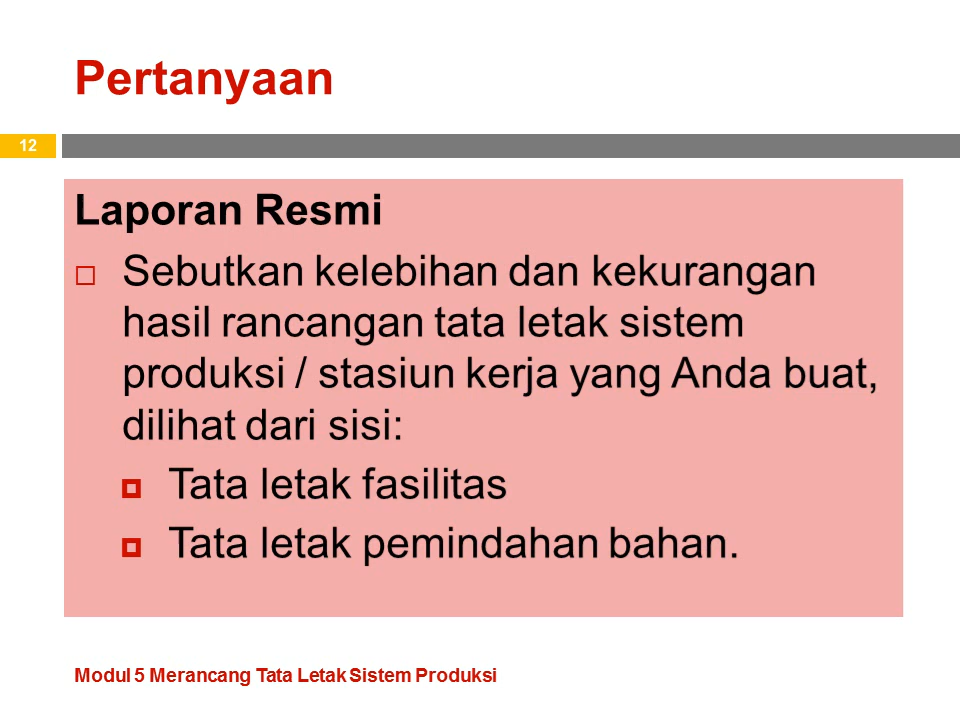 Pertanyaan
12
Laporan Resmi
Sebutkan kelebihan dan kekurangan
hasil rancangan tata letak sistem
produksi / stasiun kerja yang Anda buat,
dilihat dari sisi:
Tata letak fasilitas
Tata letak pemindahan bahan.
Modul 5 Merancang Tata Letak Sistem Produksi